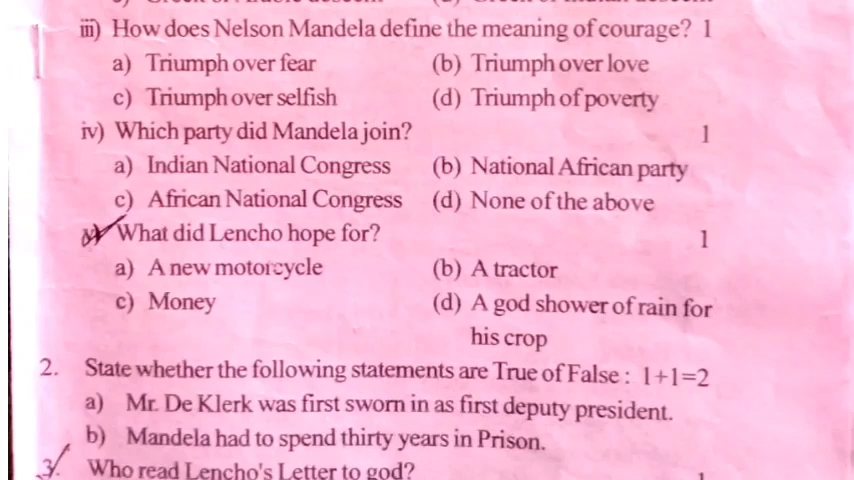 iii) How does Nelson Mandela define the meaning of courage? 1
a) Triumph over fear (b) Triumph over love
c) Triumph over selfish (d) Triumph of poverty
iv) Which party did Mandela join? 1
a) Indian National Congress (b) National African party
c) African National Congress (d) None of the above
What did Lencho hope for? 1
a) A new motorcycle (b) A tractor
c) Money (d) A god shower of rain for
his crop
2. State whether the following statements are True of False : 1+1=2
a) Mr. De Klerk was first sworn in as first deputy president.
b) Mandela had to spend thirty years in Prison.
3. Who read Lencho's Letter to god? 1